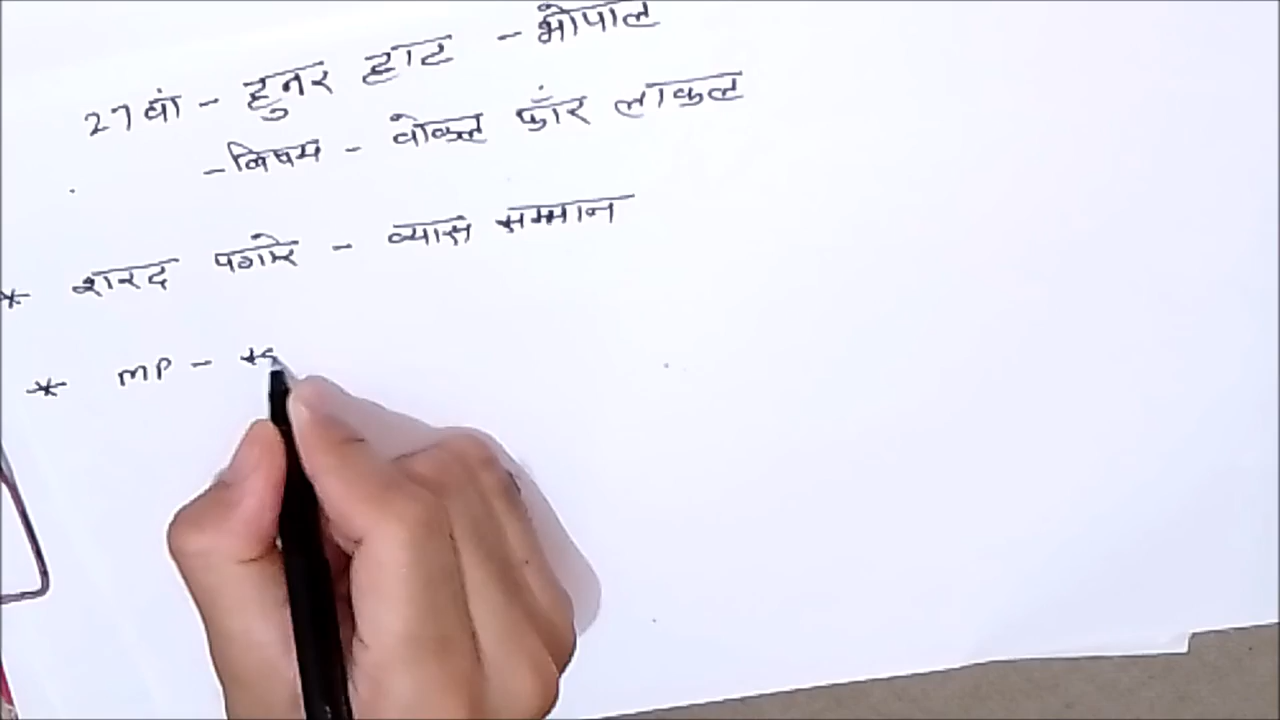 27वां - हुनर हाट - भोपाल
- विषय - वोकल फॉर लोकल
* शरद पगारे - व्यास सम्मान
* MP -